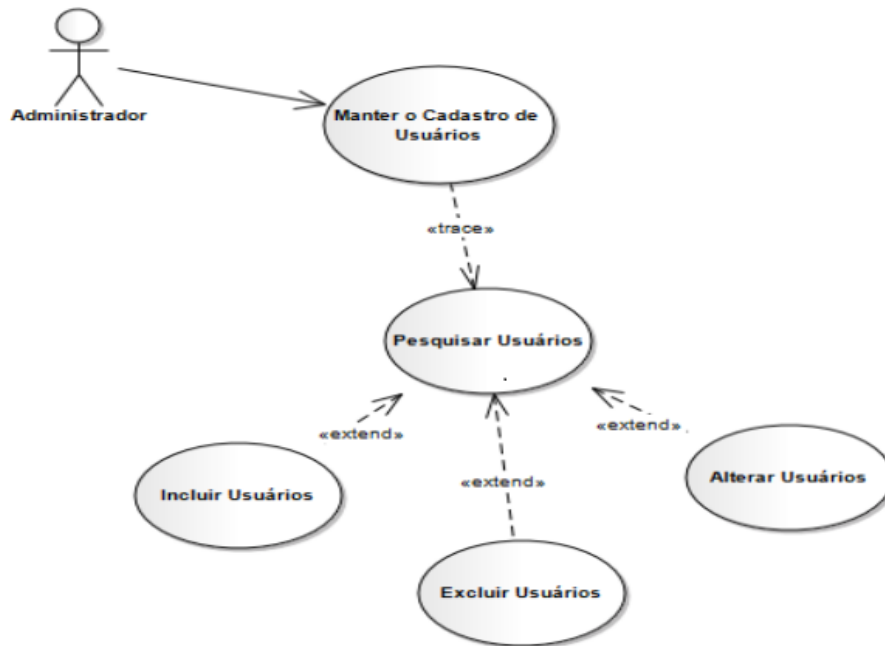 Administrador
Manter o Cadastro de
Usuários
«trace»
Pesquisar Usuários
«extend»
«extend»
«extend»
Incluir Usuários
Alterar Usuários
Excluir Usuários